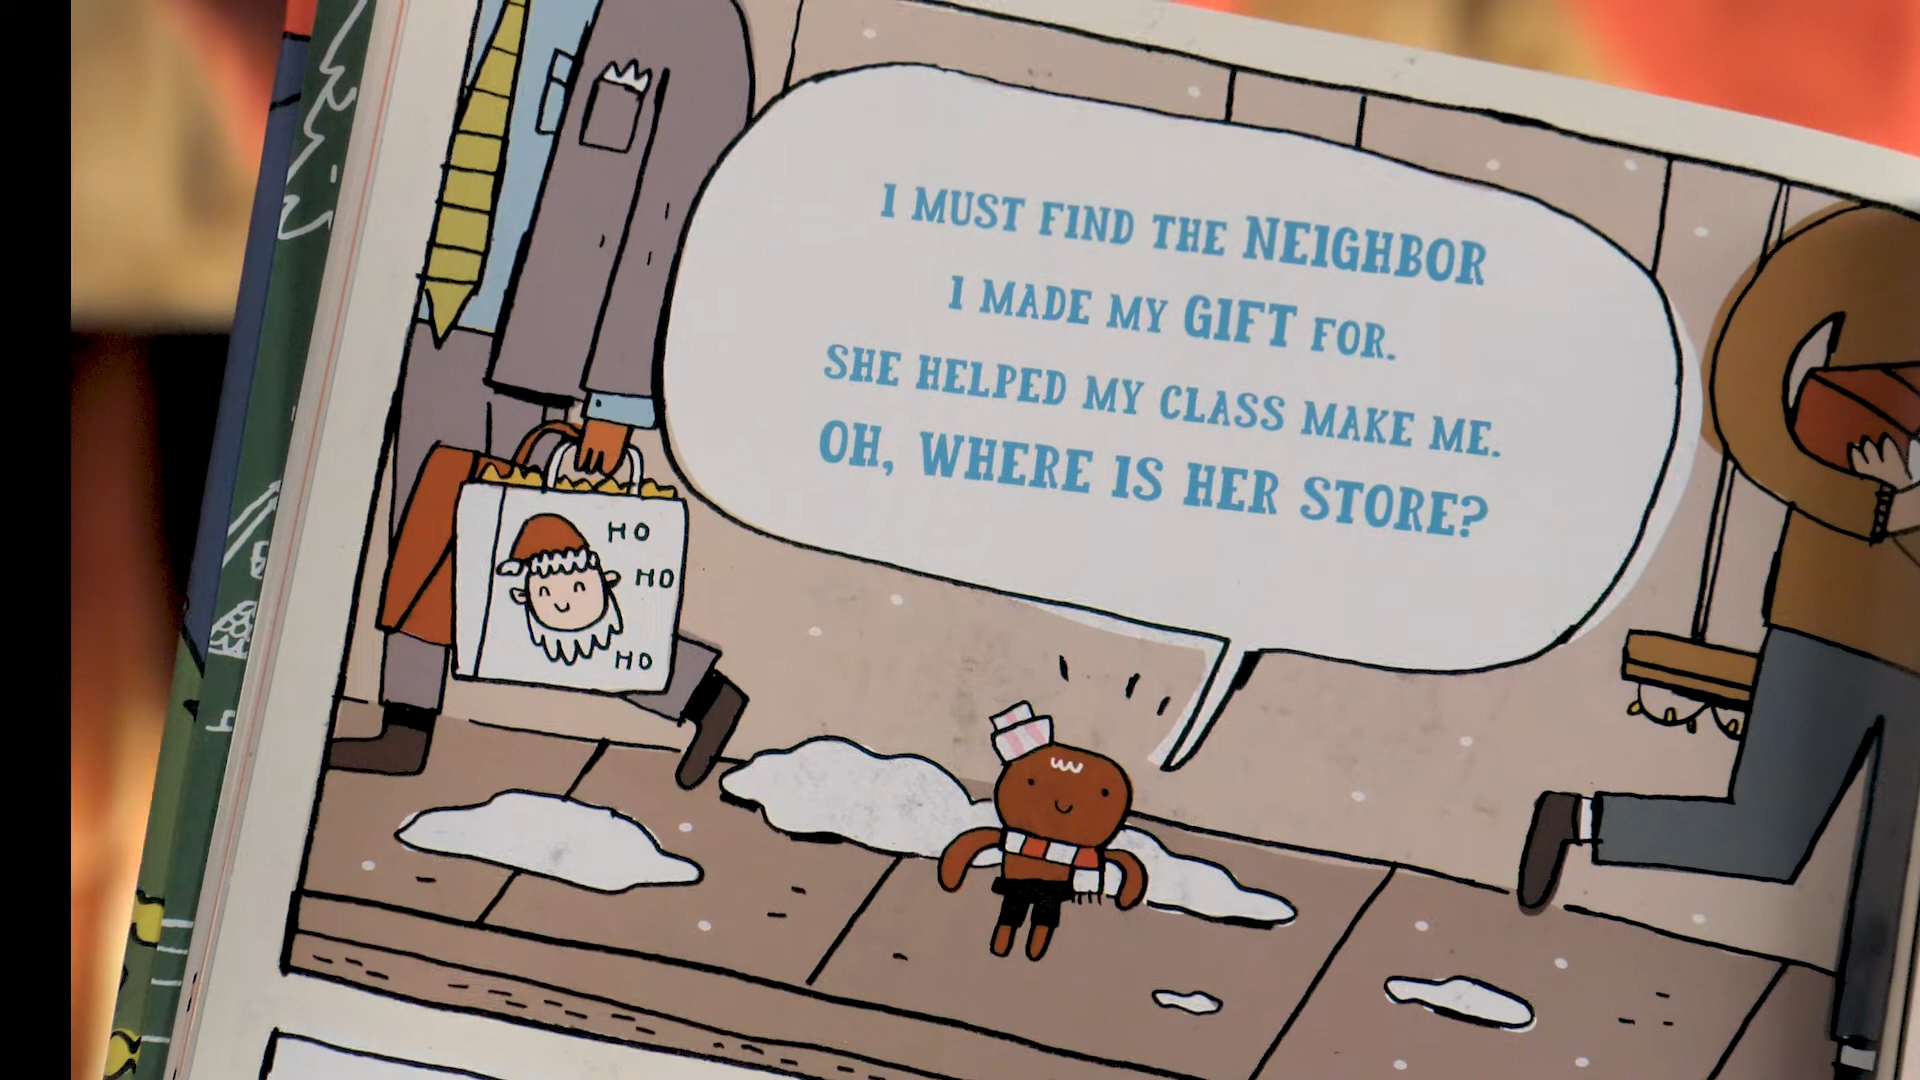 I MUST FIND THE NEIGHBOR
I MADE MY GIFT FOR.
SHE HELPED MY CLASS MAKE ME.
OH, WHERE IS HER STORE?
HO
HO
HO